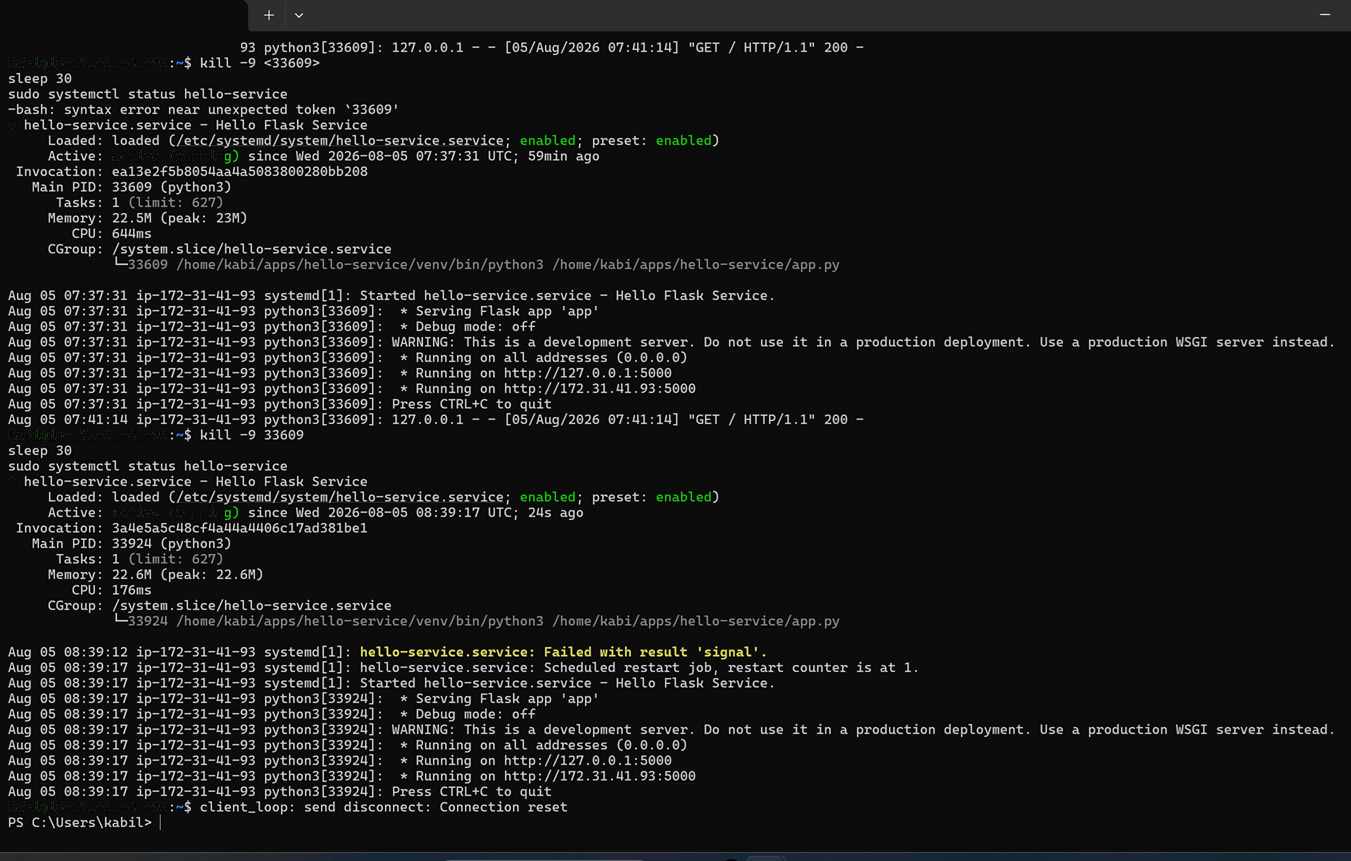 93 python3[33609]: 127.0.0.1 - - [05/Aug/2026 07:41:14] "GET / HTTP/1.1" 200 -
:~$ kill -9 <33609>
sleep 30
sudo systemctl status hello-service
-bash: syntax error near unexpected token `33609'
hello-service.service - Hello Flask Service
Loaded: loaded (/etc/systemd/system/hello-service.service; enabled; preset: enabled)
Active: g) since Wed 2026-08-05 07:37:31 UTC; 59min ago
Invocation: ea13e2f5b8054aa4a5083800280bb208
Main PID: 33609 (python3)
Tasks: 1 (limit: 627)
Memory: 22.5M (peak: 23M)
CPU: 644ms
CGroup: /system.slice/hello-service.service
└─33609 /home/kabi/apps/hello-service/venv/bin/python3 /home/kabi/apps/hello-service/app.py
Aug 05 07:37:31 ip-172-31-41-93 systemd[1]: Started hello-service.service - Hello Flask Service.
Aug 05 07:37:31 ip-172-31-41-93 python3[33609]:  * Serving Flask app 'app'
Aug 05 07:37:31 ip-172-31-41-93 python3[33609]:  * Debug mode: off
Aug 05 07:37:31 ip-172-31-41-93 python3[33609]: WARNING: This is a development server. Do not use it in a production deployment. Use a production WSGI server instead.
Aug 05 07:37:31 ip-172-31-41-93 python3[33609]:  * Running on all addresses (0.0.0.0)
Aug 05 07:37:31 ip-172-31-41-93 python3[33609]:  * Running on http://127.0.0.1:5000
Aug 05 07:37:31 ip-172-31-41-93 python3[33609]:  * Running on http://172.31.41.93:5000
Aug 05 07:37:31 ip-172-31-41-93 python3[33609]: Press CTRL+C to quit
Aug 05 07:41:14 ip-172-31-41-93 python3[33609]: 127.0.0.1 - - [05/Aug/2026 07:41:14] "GET / HTTP/1.1" 200 -
:~$ kill -9 33609
sleep 30
sudo systemctl status hello-service
hello-service.service - Hello Flask Service
Loaded: loaded (/etc/systemd/system/hello-service.service; enabled; preset: enabled)
Active: g) since Wed 2026-08-05 08:39:17 UTC; 24s ago
Invocation: 3a4e5a5c48cf4a44a4406c17ad381be1
Main PID: 33924 (python3)
Tasks: 1 (limit: 627)
Memory: 22.6M (peak: 22.6M)
CPU: 176ms
CGroup: /system.slice/hello-service.service
└─33924 /home/kabi/apps/hello-service/venv/bin/python3 /home/kabi/apps/hello-service/app.py
Aug 05 08:39:12 ip-172-31-41-93 systemd[1]: hello-service.service: Failed with result 'signal'.
Aug 05 08:39:17 ip-172-31-41-93 systemd[1]: hello-service.service: Scheduled restart job, restart counter is at 1.
Aug 05 08:39:17 ip-172-31-41-93 systemd[1]: Started hello-service.service - Hello Flask Service.
Aug 05 08:39:17 ip-172-31-41-93 python3[33924]:  * Serving Flask app 'app'
Aug 05 08:39:17 ip-172-31-41-93 python3[33924]:  * Debug mode: off
Aug 05 08:39:17 ip-172-31-41-93 python3[33924]: WARNING: This is a development server. Do not use it in a production deployment. Use a production WSGI server instead.
Aug 05 08:39:17 ip-172-31-41-93 python3[33924]:  * Running on all addresses (0.0.0.0)
Aug 05 08:39:17 ip-172-31-41-93 python3[33924]:  * Running on http://127.0.0.1:5000
Aug 05 08:39:17 ip-172-31-41-93 python3[33924]:  * Running on http://172.31.41.93:5000
Aug 05 08:39:17 ip-172-31-41-93 python3[33924]: Press CTRL+C to quit
:~$ client_loop: send disconnect: Connection reset
PS C:\Users\kabil>